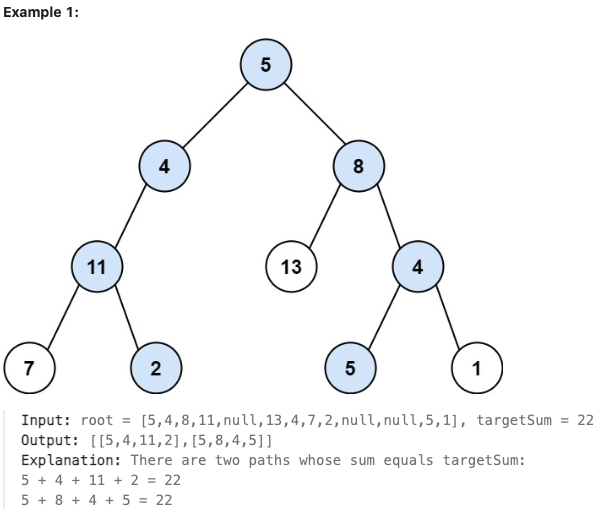 Example 1:
5
4
8
11
13
4
7
2
5
1
Input: root = [5,4,8,11,null,13,4,7,2,null,null,5,1], targetSum = 22
Output: [[5,4,11,2],[5,8,4,5]]
Explanation: There are two paths whose sum equals targetSum:
5 + 4 + 11 + 2 = 22
5 + 8 + 4 + 5 = 22